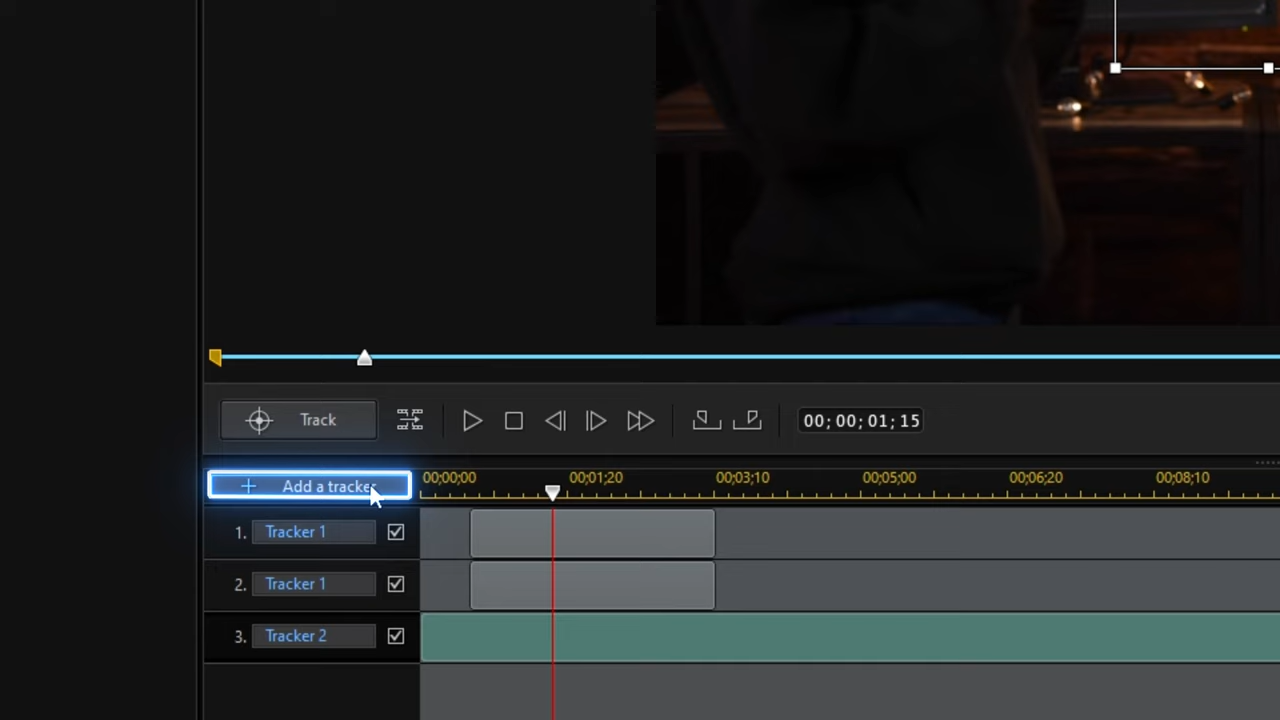 Track 00;00;01;15
Add a tracker 00;00;00 00;01;20 00;03;10 00;05;00 00;06;20 00;08;10
1. Tracker 1
2. Tracker 1
3. Tracker 2